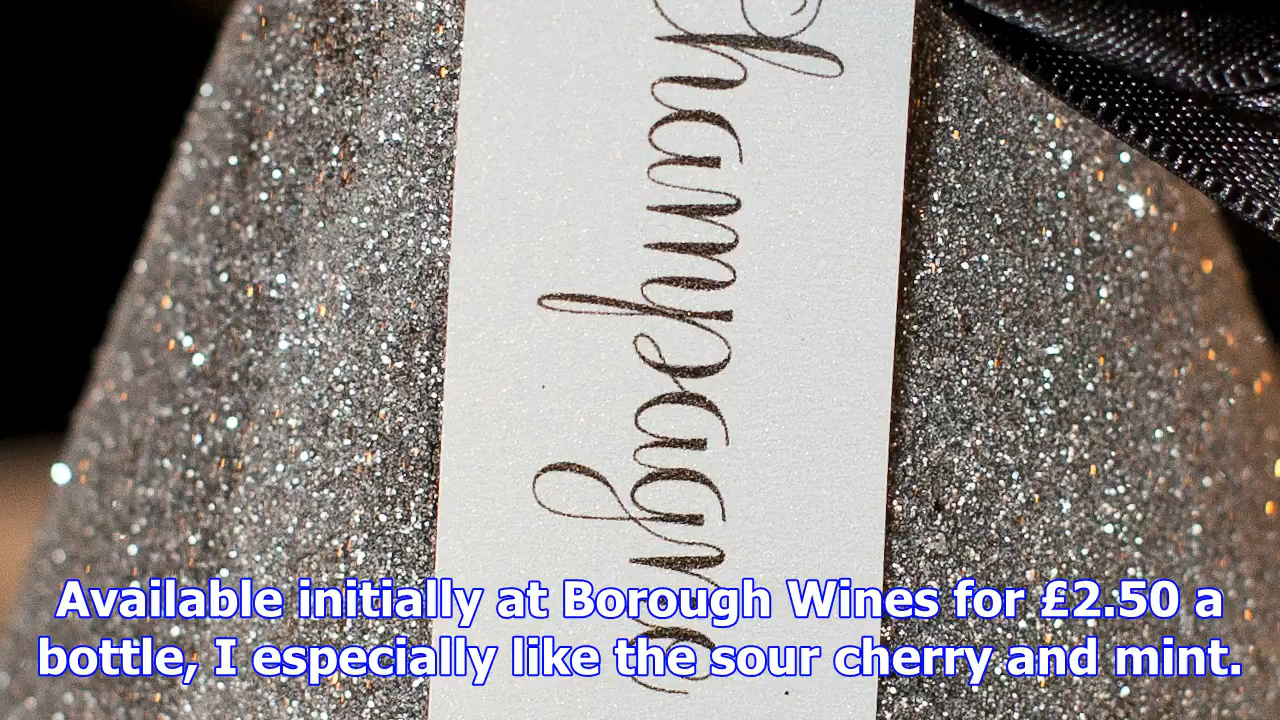 Champagne
Available initially at Borough Wines for £2.50 a
bottle, I especially like the sour cherry and mint.